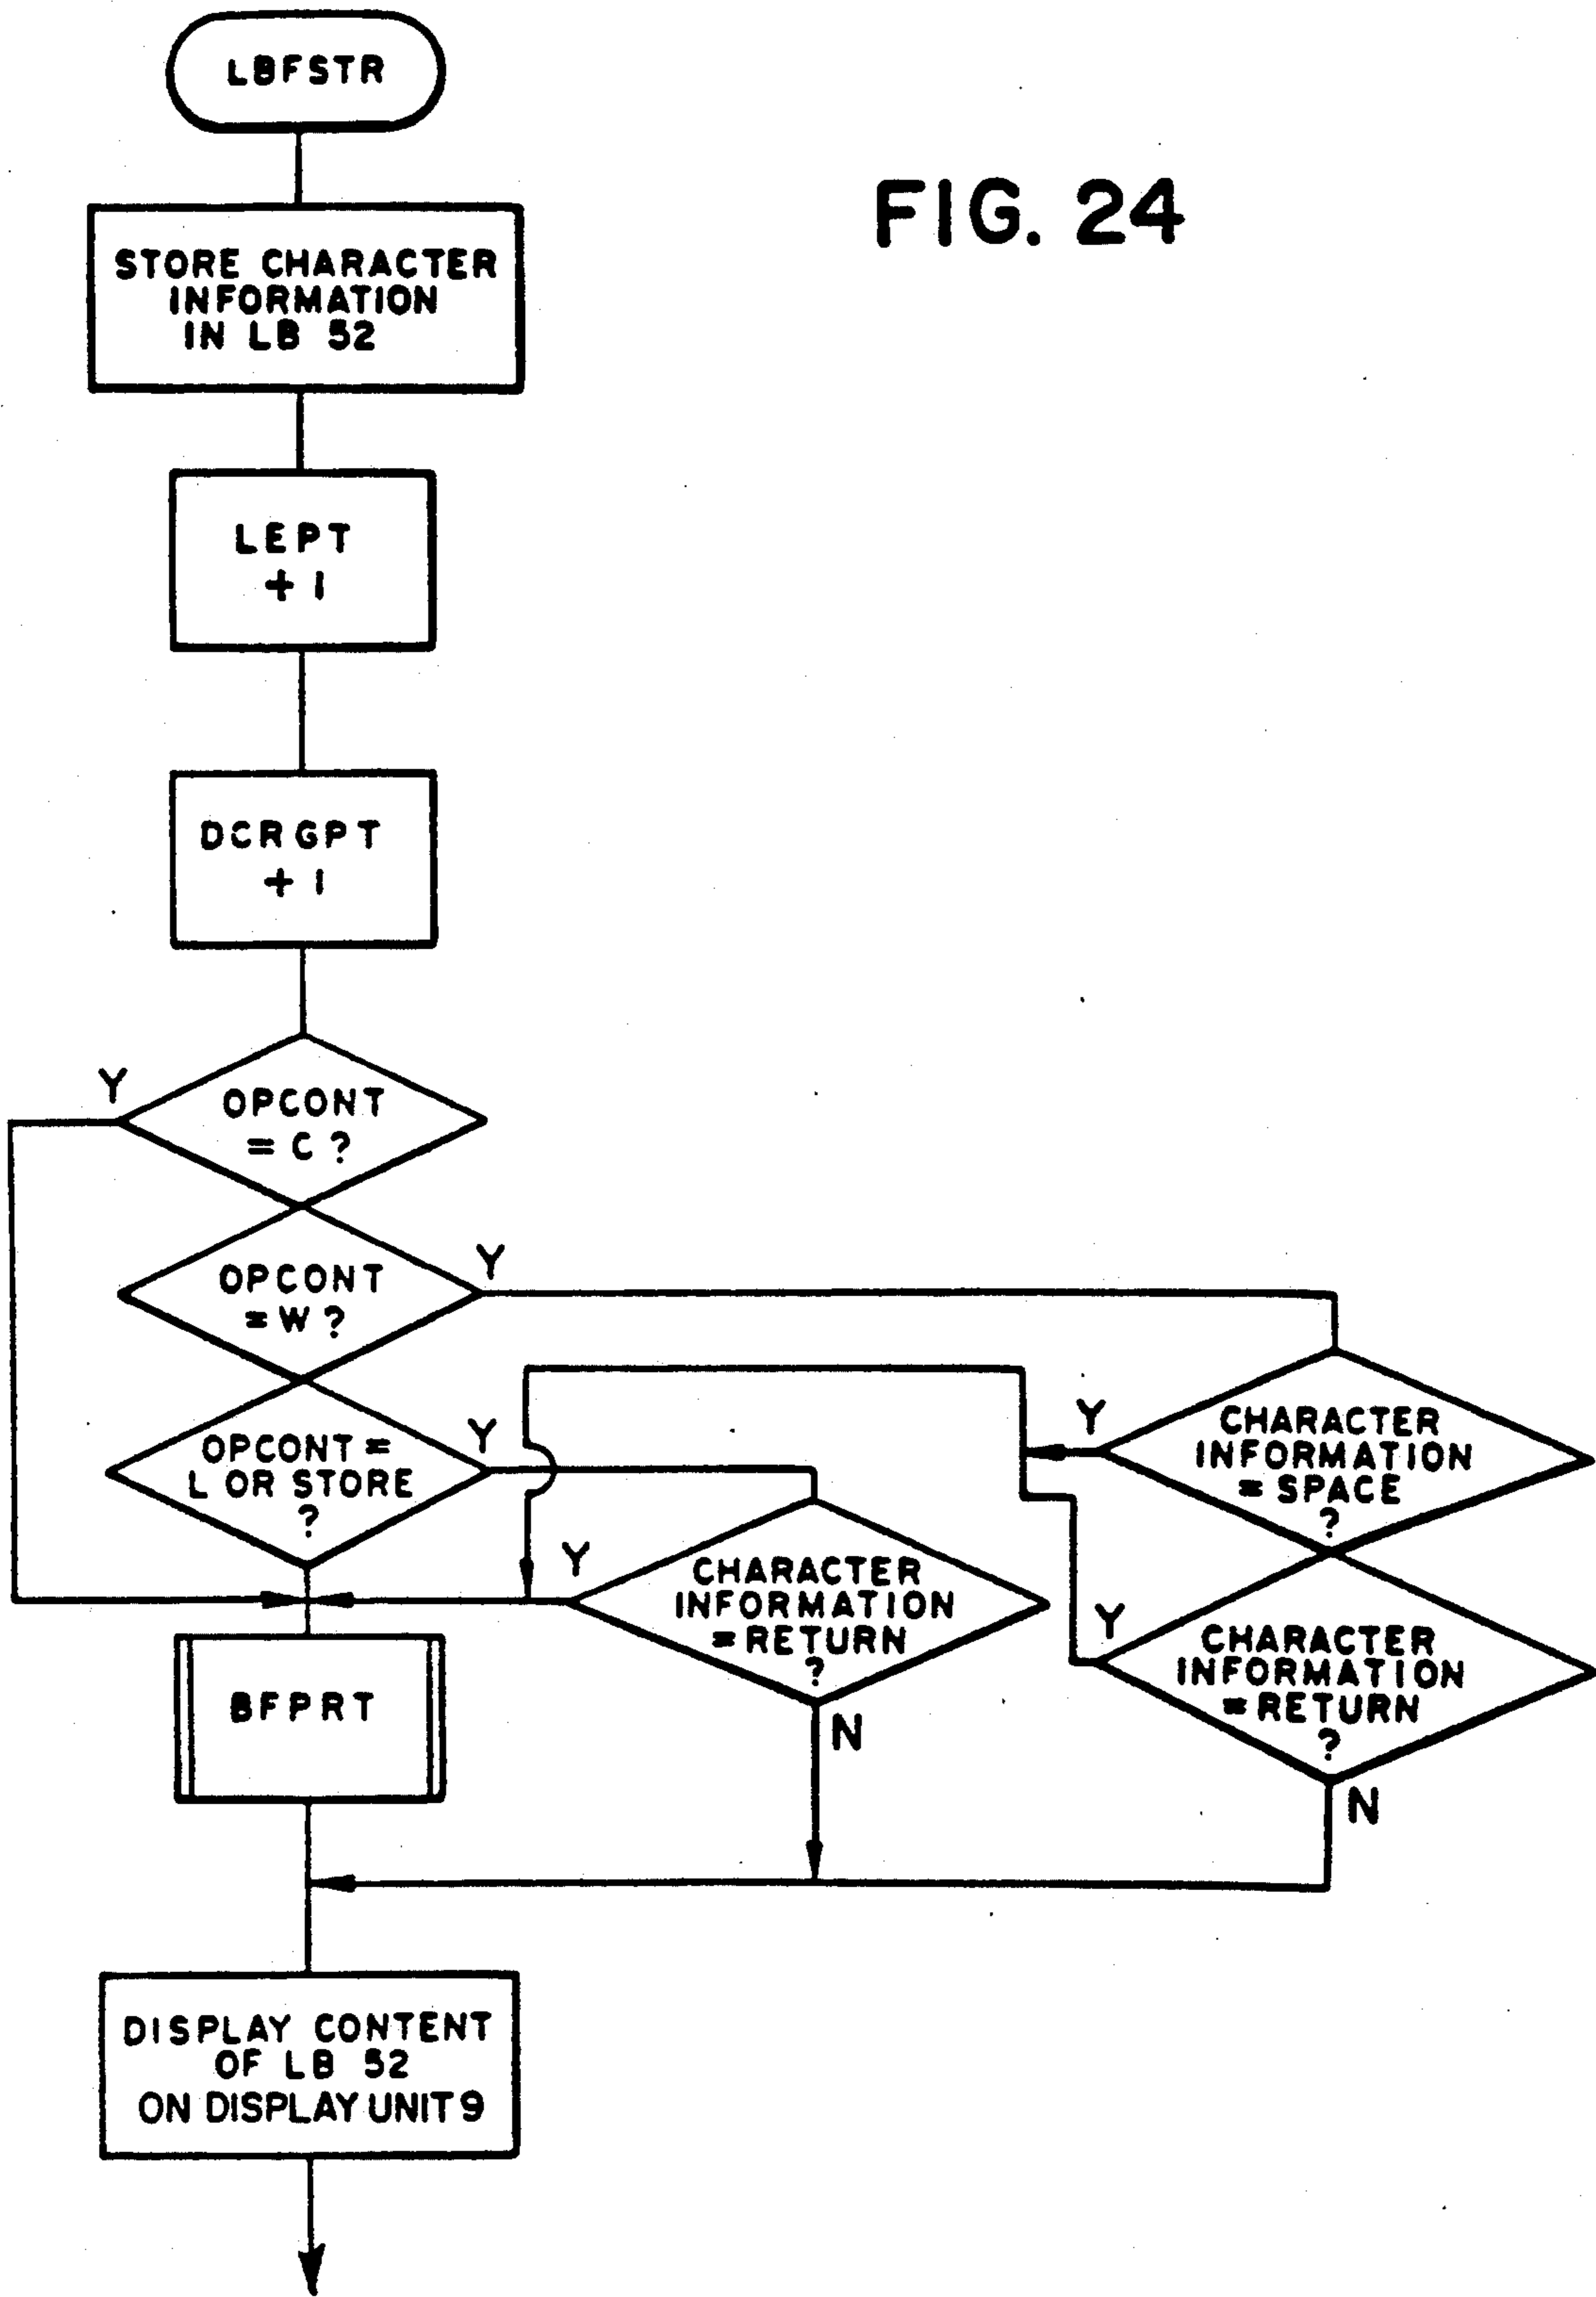 LBFSTR
FIG. 24
STORE CHARACTER
INFORMATION
IN LB 52
LEPT
+ 1
DCRGPT
+ 1
Y
OPCONT
= C ?
Y
OPCONT
= W ?
Y
OPCONT =
L OR STORE
?
Y
CHARACTER
INFORMATION
= SPACE
?
Y
CHARACTER
INFORMATION
= RETURN
?
N
Y
CHARACTER
INFORMATION
= RETURN
?
N
BFPRT
DISPLAY CONTENT
OF LB 52
ON DISPLAY UNIT 9